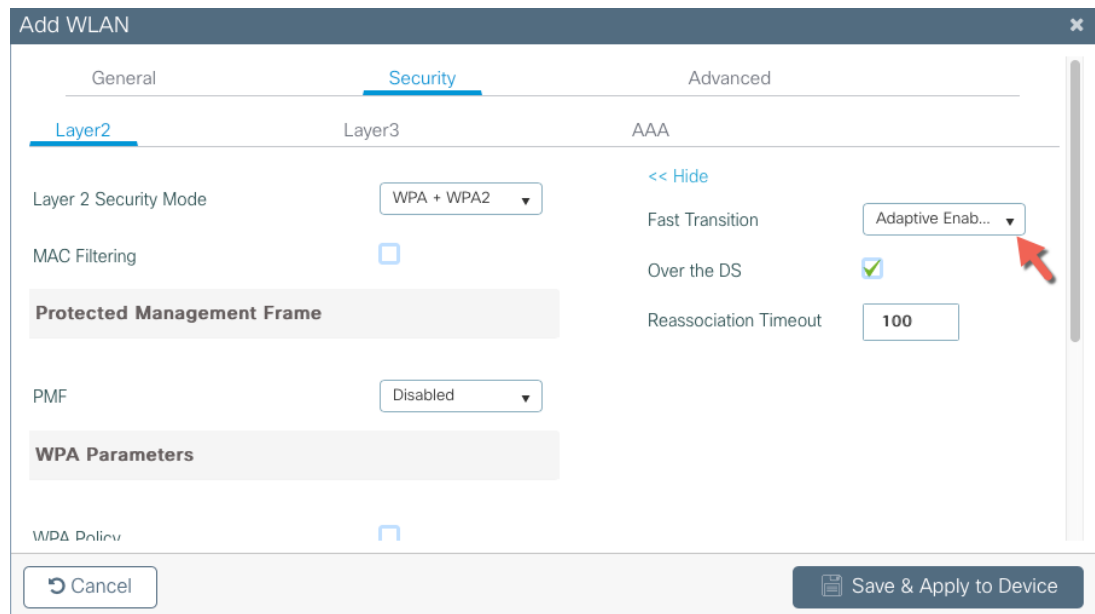 Add WLAN
General Security Advanced
Layer2 Layer3 AAA
<< Hide
Layer 2 Security Mode WPA + WPA2
Fast Transition Adaptive Enab...
MAC Filtering
Over the DS
Protected Management Frame
Reassociation Timeout 100
PMF Disabled
WPA Parameters
WPA Policy
Cancel Save & Apply to Device